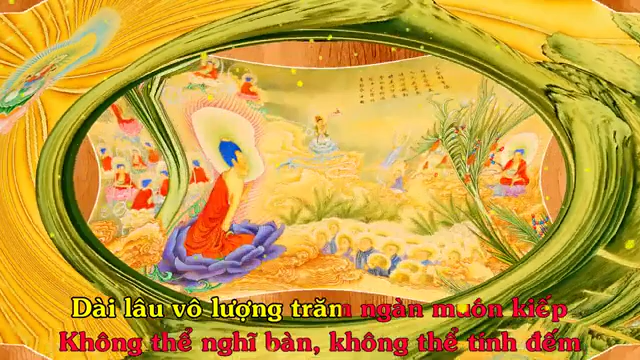 Dài lâu vô lượng trăm ngàn muôn kiếp
Không thể nghĩ bàn, không thể tính đếm